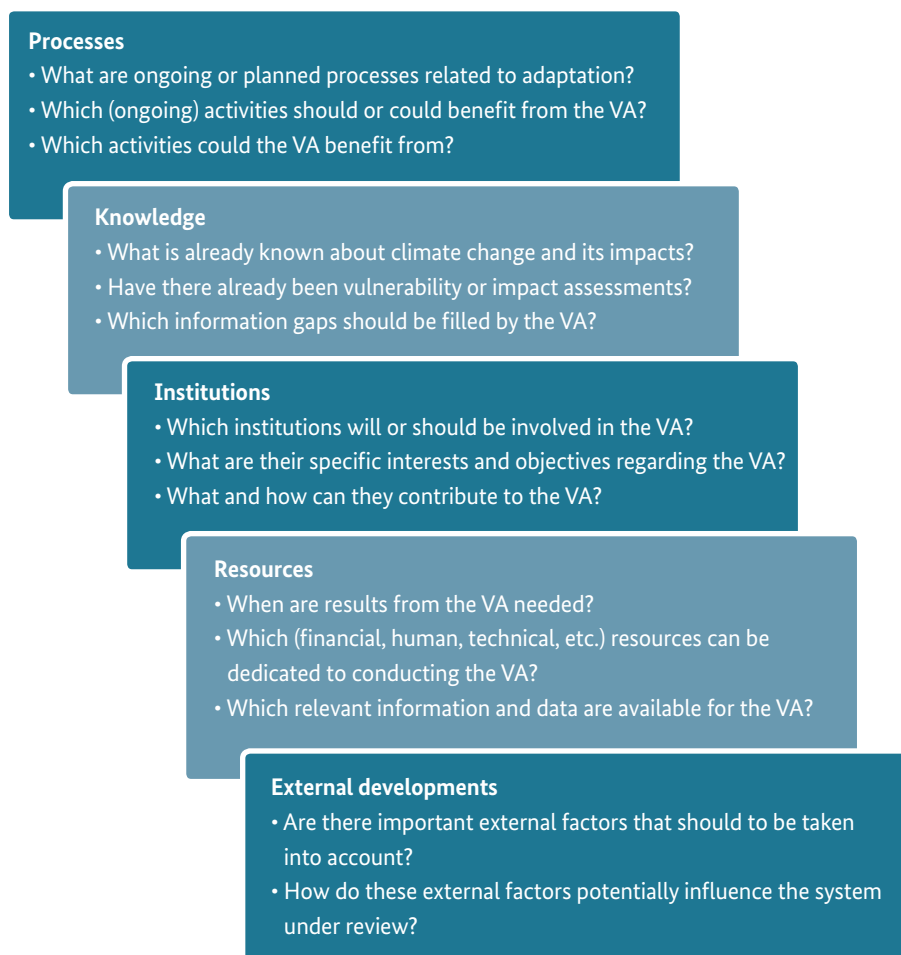 Processes
• What are ongoing or planned processes related to adaptation?
• Which (ongoing) activities should or could benefit from the VA?
• Which activities could the VA benefit from?
Knowledge
• What is already known about climate change and its impacts?
• Have there already been vulnerability or impact assessments?
• Which information gaps should be filled by the VA?
Institutions
• Which institutions will or should be involved in the VA?
• What are their specific interests and objectives regarding the VA?
• What and how can they contribute to the VA?
Resources
• When are results from the VA needed?
• Which (financial, human, technical, etc.) resources can be
dedicated to conducting the VA?
• Which relevant information and data are available for the VA?
External developments
• Are there important external factors that should to be taken
into account?
• How do these external factors potentially influence the system
under review?